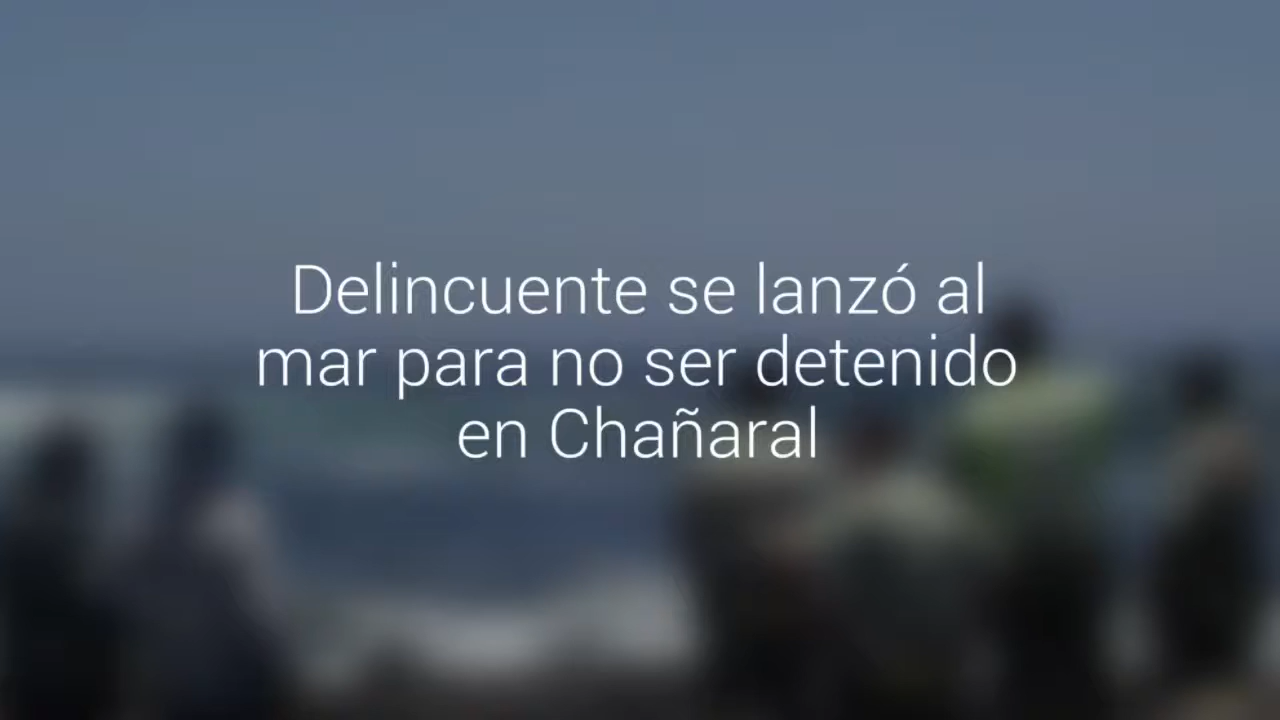 Delincuente se lanzó al
mar para no ser detenido
en Chañaral